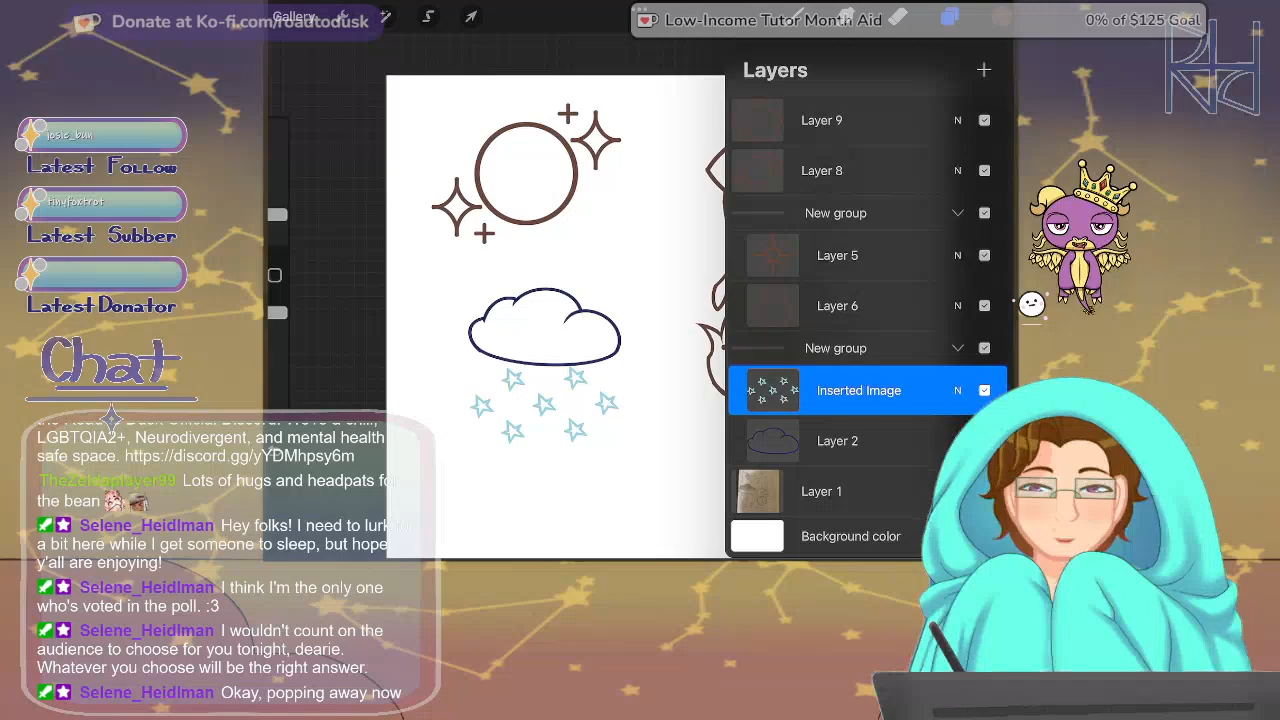 Donate at Ko-fi.com/roadtodusk
Gallery
Low-Income Tutor Month Aid
0% of $125 Goal
josie_bun
Latest Follow
tinyfoxtrot
Latest Subber
Latest Donator
Chat
LGBTQIA2+, Neurodivergent, and mental health
safe space. https://discord.gg/yYDMhpsy6m
TheZeldaplayer99 Lots of hugs and headpats for
the bean
Selene_Heidlman Hey folks! I need to lurk for
a bit here while I get someone to sleep, but hope
y'all are enjoying!
Selene_Heidlman I think I'm the only one
who's voted in the poll. :3
Selene_Heidlman I wouldn't count on the
audience to choose for you tonight, dearie.
Whatever you choose will be the right answer.
Selene_Heidlman Okay, popping away now
Layers
Layer 9 N
Layer 8 N
New group
Layer 5 N
Layer 6 N
New group
Inserted Image N
Layer 2
Layer 1
Background color